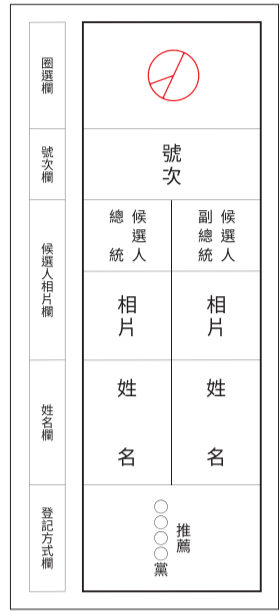 圈選欄
號次欄
號次
候選人相片欄
總統
候選人
副總統
候選人
相片
相片
姓名欄
姓名
姓名
登記方式欄
推薦
○○○○黨